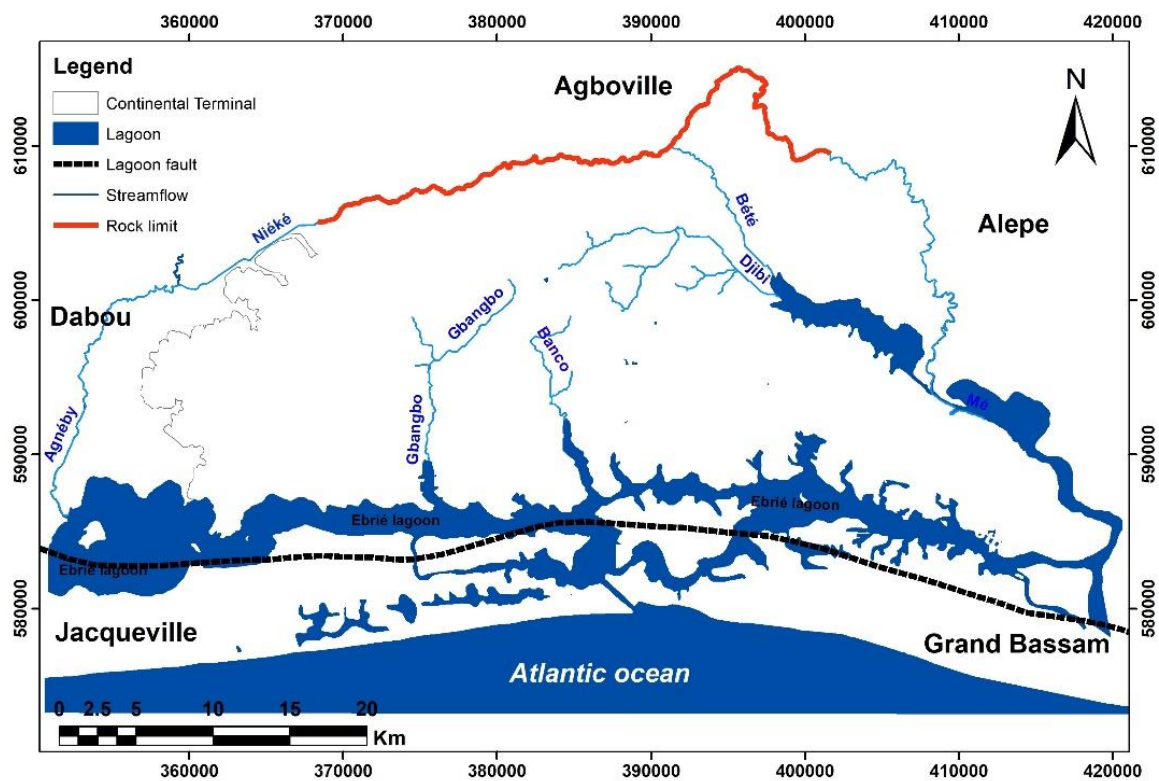 360000 370000 380000 390000 400000 410000 420000
Legend
Continental Terminal
Lagoon
Lagoon fault
Streamflow
Rock limit
Agboville
N
610000
610000
Niéké
Bété
Alepe
Djibi
600000
600000
Dabou
Gbangbo
Banco
Agnéby
Gbangbo
Mé
590000
590000
Ebrié lagoon
Ebrié lagoon
Ebrié lagoon
580000
580000
Jacqueville
Grand Bassam
Atlantic ocean
0 2.5 5 10 15 20
Km
360000 370000 380000 390000 400000 410000 420000